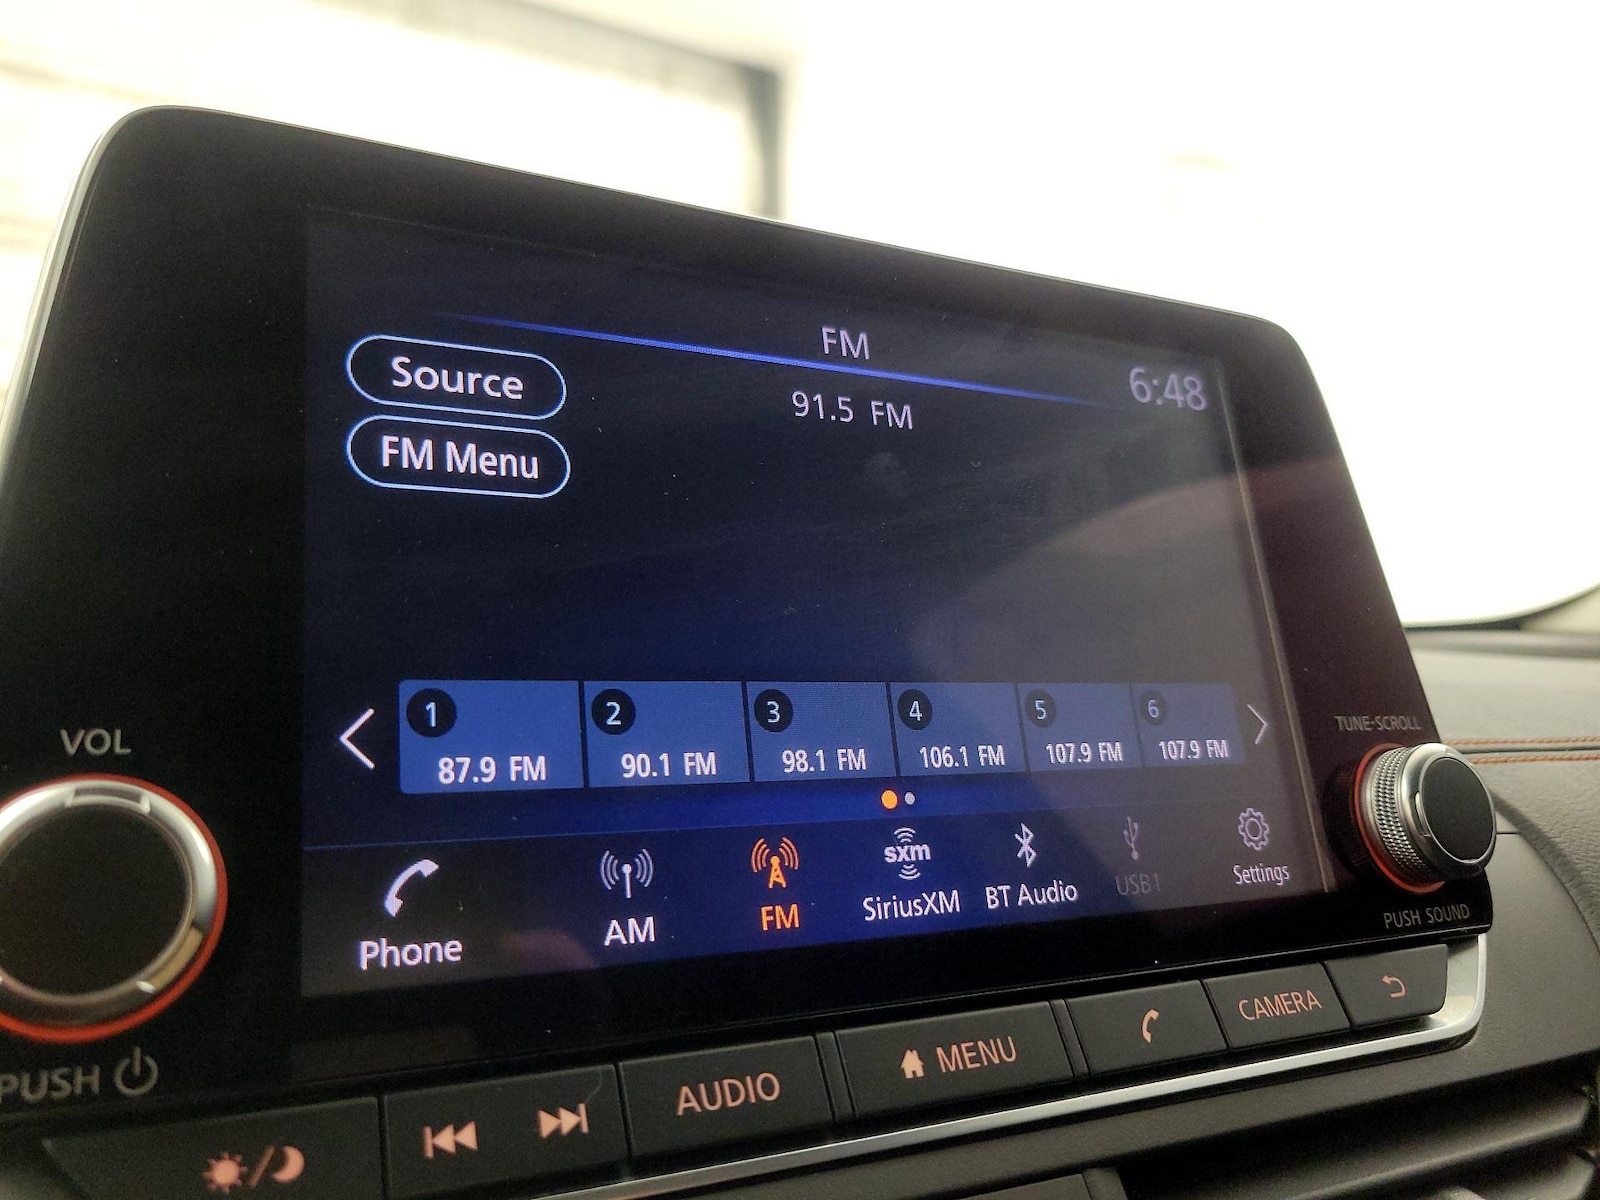 FM
6:48
Source
91.5 FM
FM Menu
1
2
3
4
5
6
87.9 FM
90.1 FM
98.1 FM
106.1 FM
107.9 FM
107.9 FM
VOL
TUNE·SCROLL
Phone
AM
FM
sxm
SiriusXM
BT Audio
USB1
Settings
PUSH SOUND
PUSH
AUDIO
MENU
CAMERA